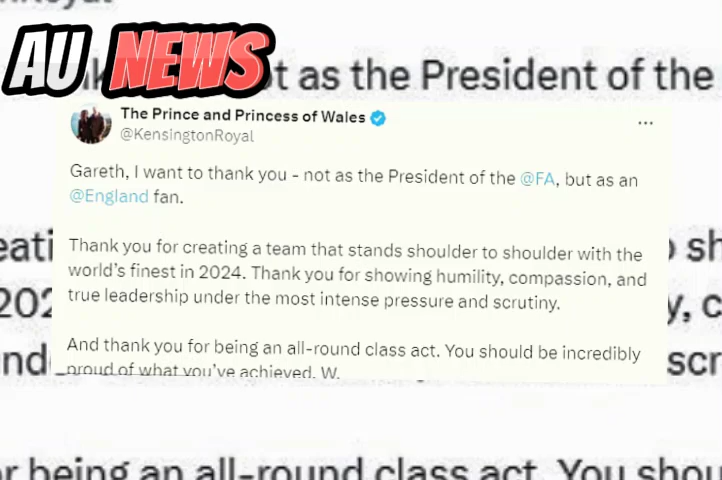 AU NEWS
t as the President of the
The Prince and Princess of Wales
@KensingtonRoyal
Gareth, I want to thank you - not as the President of the @FA, but as an
@England fan.
Thank you for creating a team that stands shoulder to shoulder with the
world's finest in 2024. Thank you for showing humility, compassion, and
true leadership under the most intense pressure and scrutiny.
And thank you for being an all-round class act. You should be incredibly
proud of what you've achieved. W.
r being an all-round class act. You shou